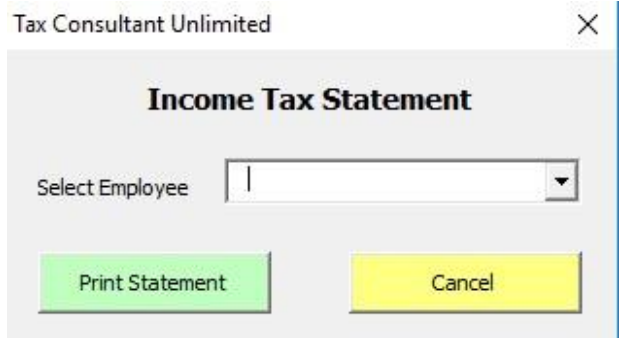 Tax Consultant Unlimited
Income Tax Statement
Select Employee
Print Statement
Cancel